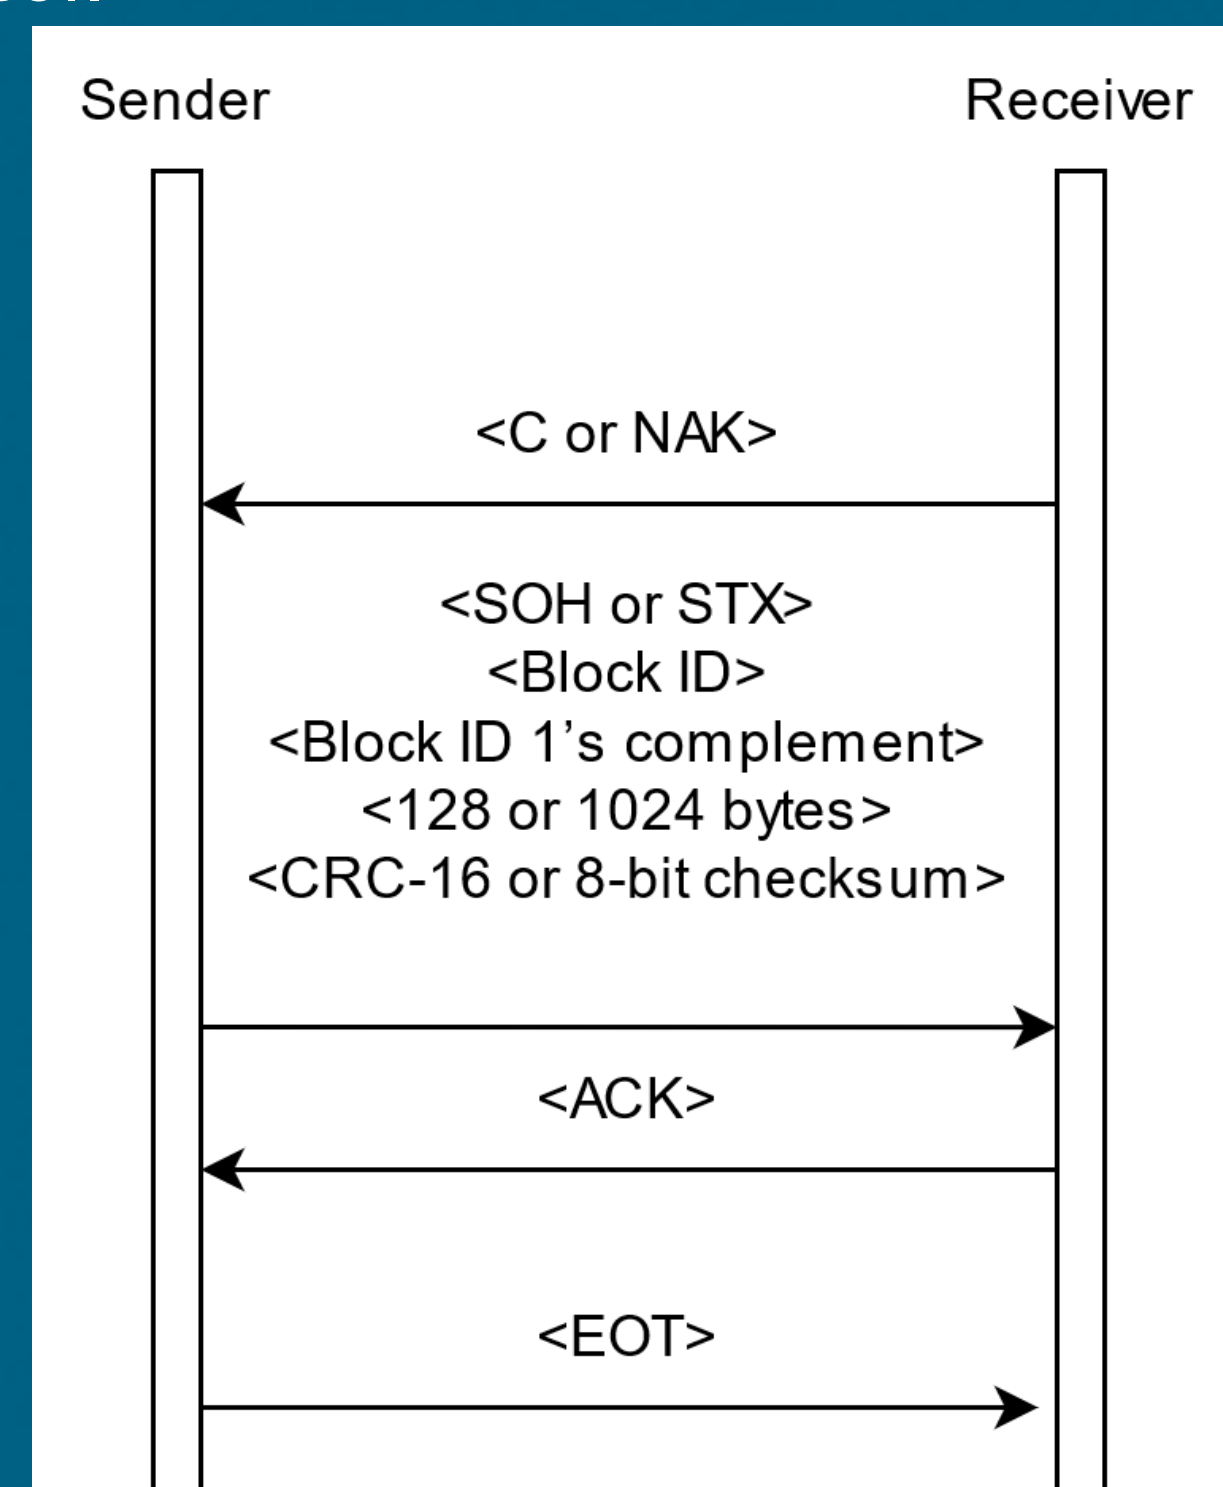 Sender
Receiver
<C or NAK>
<SOH or STX>
<Block ID>
<Block ID 1’s complement>
<128 or 1024 bytes>
<CRC-16 or 8-bit checksum>
<ACK>
<EOT>